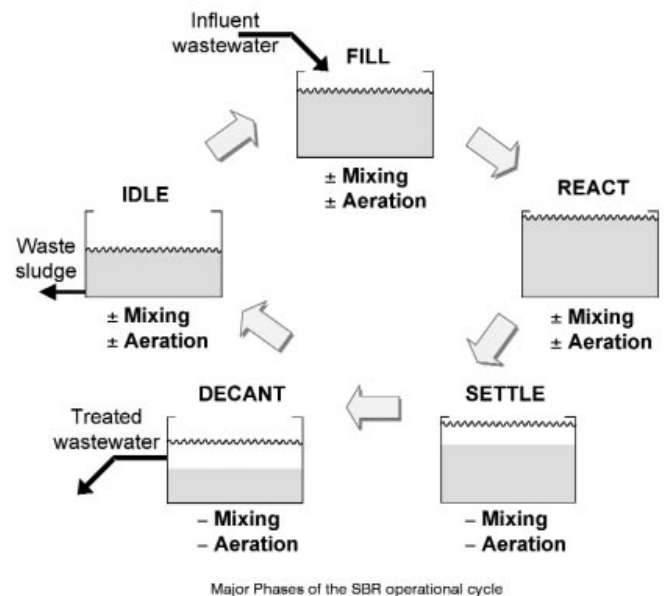 Influent
wastewater
FILL
± Mixing
± Aeration
REACT
± Mixing
± Aeration
SETTLE
– Mixing
– Aeration
DECANT
Treated
wastewater
– Mixing
– Aeration
IDLE
Waste
sludge
± Mixing
± Aeration
Major Phases of the SBR operational cycle